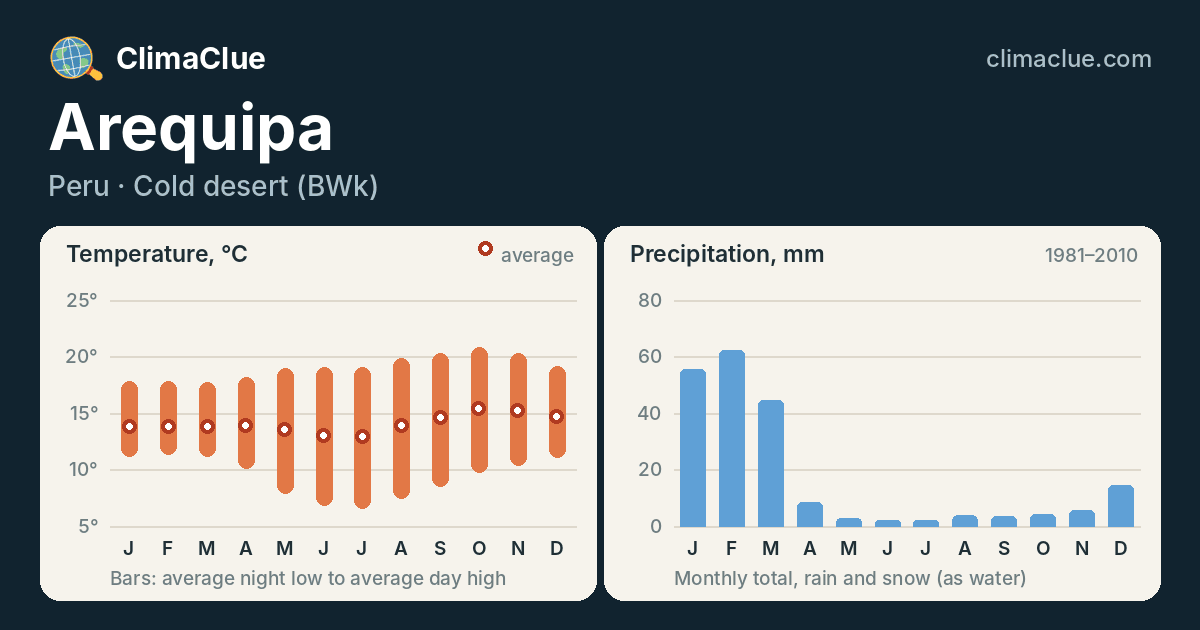 ClimaClue
climaclue.com
Arequipa
Peru · Cold desert (BWk)
Temperature, °C
average
25°
20°
15°
10°
5°
J F M A M J J A S O N D
Bars: average night low to average day high
Precipitation, mm
1981–2010
80
60
40
20
0
J F M A M J J A S O N D
Monthly total, rain and snow (as water)